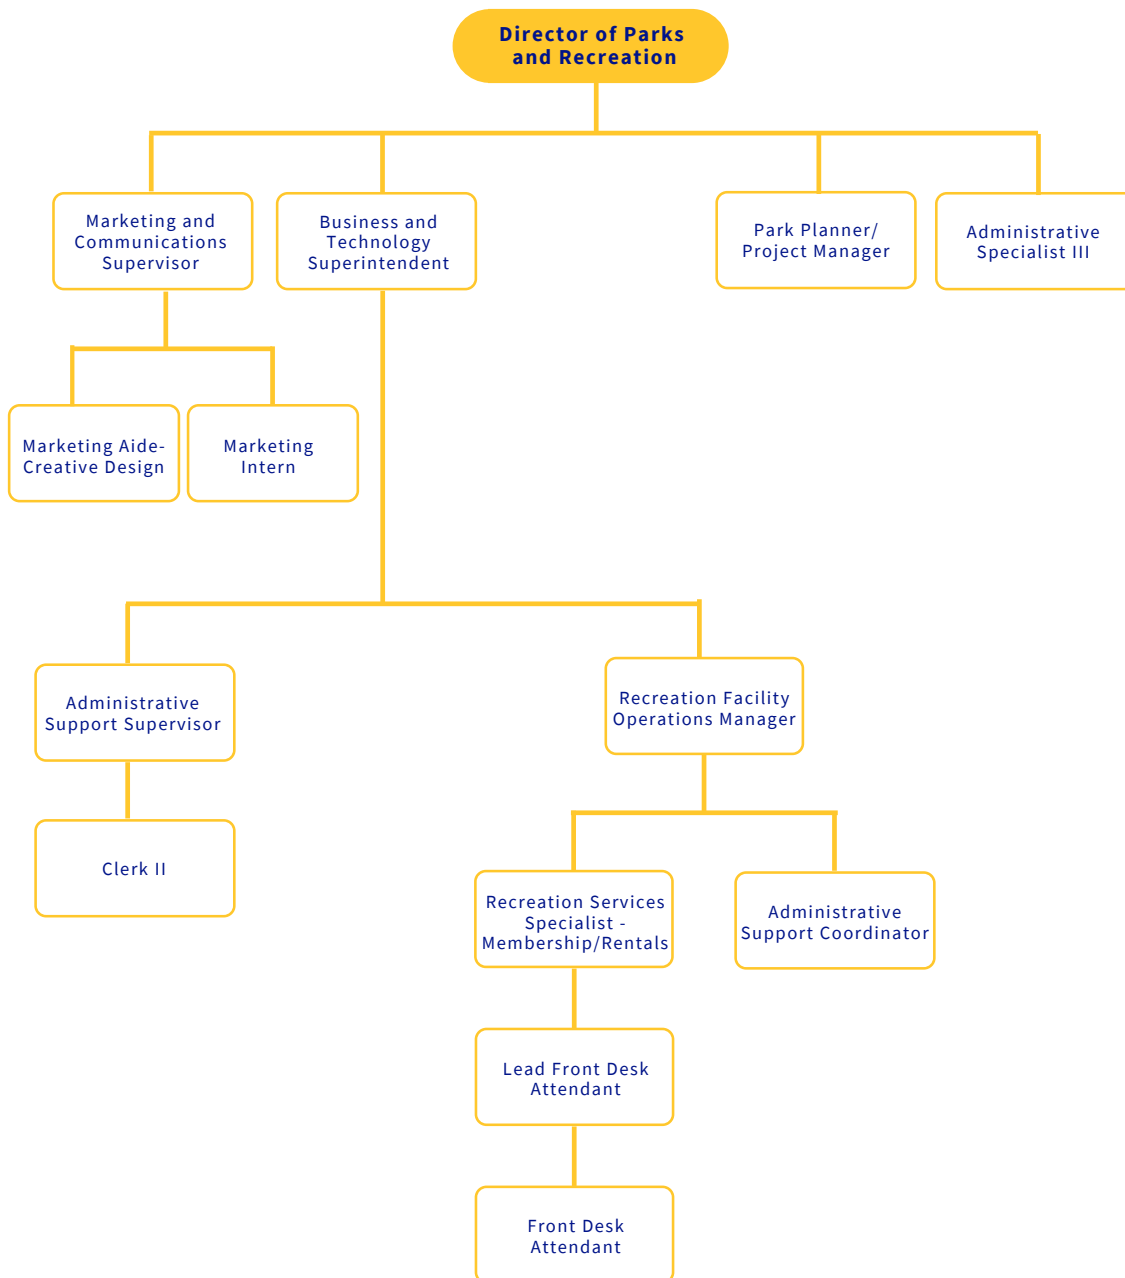 Director of Parks
and Recreation
Marketing and
Communications
Supervisor
Business and
Technology
Superintendent
Park Planner/
Project Manager
Administrative
Specialist III
Marketing Aide-
Creative Design
Marketing
Intern
Administrative
Support Supervisor
Recreation Facility
Operations Manager
Clerk II
Recreation Services
Specialist -
Membership/Rentals
Administrative
Support Coordinator
Lead Front Desk
Attendant
Front Desk
Attendant